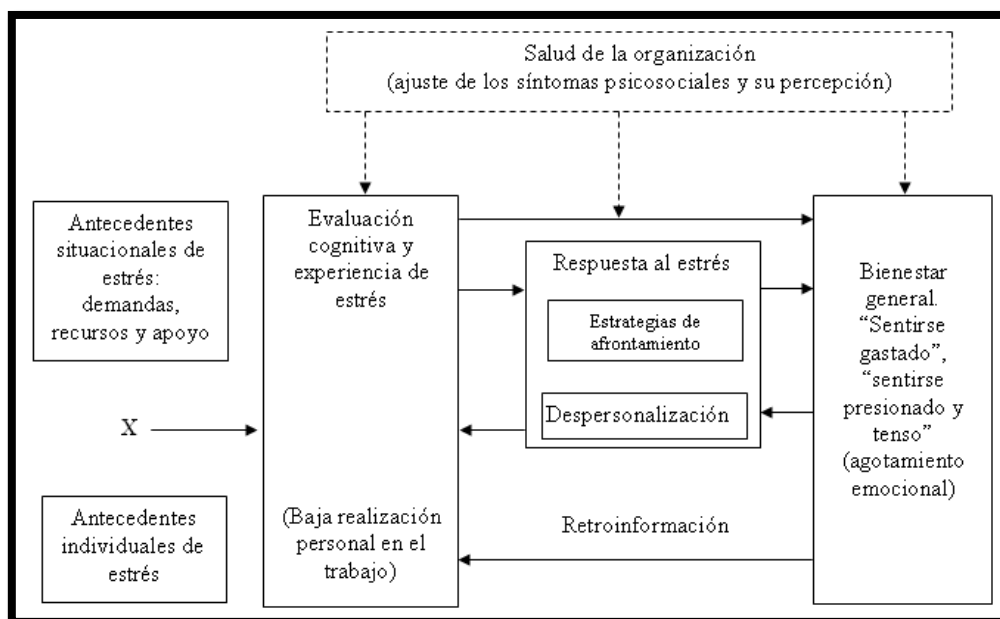 Salud de la organización
(ajuste de los síntomas psicosociales y su percepción)
Antecedentes
situacionales de
estrés:
demandas,
recursos y apoyo
X
Antecedentes
individuales de
estrés
Evaluación
cognitiva y
experiencia de
estrés
(Baja realización
personal en el
trabajo)
Respuesta al estrés
Estrategias de
afrontamiento
Despersonalización
Retroinformación
Bienestar
general.
“Sentirse
gastado”,
“sentirse
presionado y
tenso”
(agotamiento
emocional)